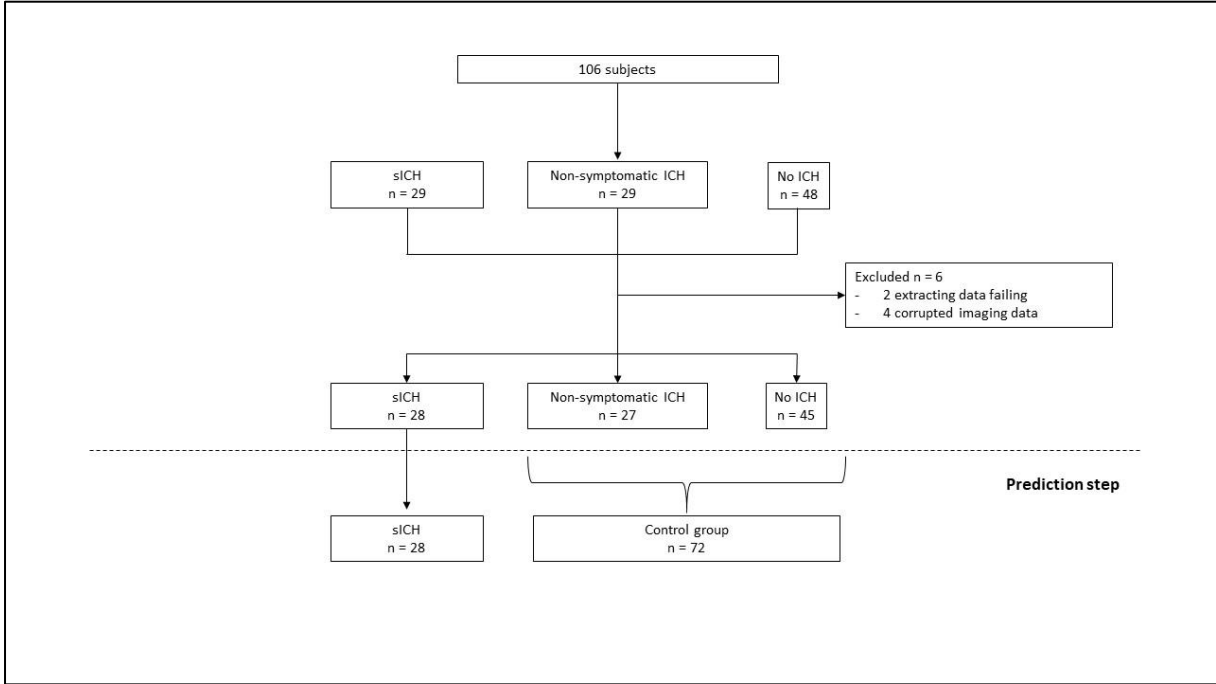 106 subjects
sICH
n = 29
Non-symptomatic ICH
n = 29
No ICH
n = 48
Excluded n = 6
- 2 extracting data failing
- 4 corrupted imaging data
sICH
n = 28
Non-symptomatic ICH
n = 27
No ICH
n = 45
Prediction step
sICH
n = 28
Control group
n = 72